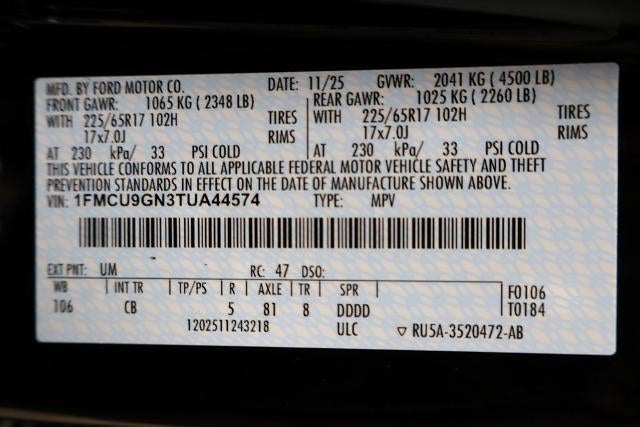 MFD. BY FORD MOTOR CO. DATE: 11/25 GVWR: 2041 KG ( 4500 LB)
FRONT GAWR: 1065 KG ( 2348 LB) REAR GAWR: 1025 KG ( 2260 LB)
WITH 225/65R17 102H TIRES WITH 225/65R17 102H TIRES
17x7.0J RIMS 17x7.0J RIMS
AT 230 kPa/ 33 PSI COLD AT 230 kPa/ 33 PSI COLD
THIS VEHICLE CONFORMS TO ALL APPLICABLE FEDERAL MOTOR VEHICLE SAFETY AND THEFT
PREVENTION STANDARDS IN EFFECT ON THE DATE OF MANUFACTURE SHOWN ABOVE.
VIN: 1FMCU9GN3TUA44574 TYPE: MPV
EXT PNT: UM RC: 47 DSO:
WB INT TR TP/PS R AXLE TR SPR F0106
106 CB 5 81 8 DDDD T0184
1202511243218 ULC ▽ RU5A-3520472-AB